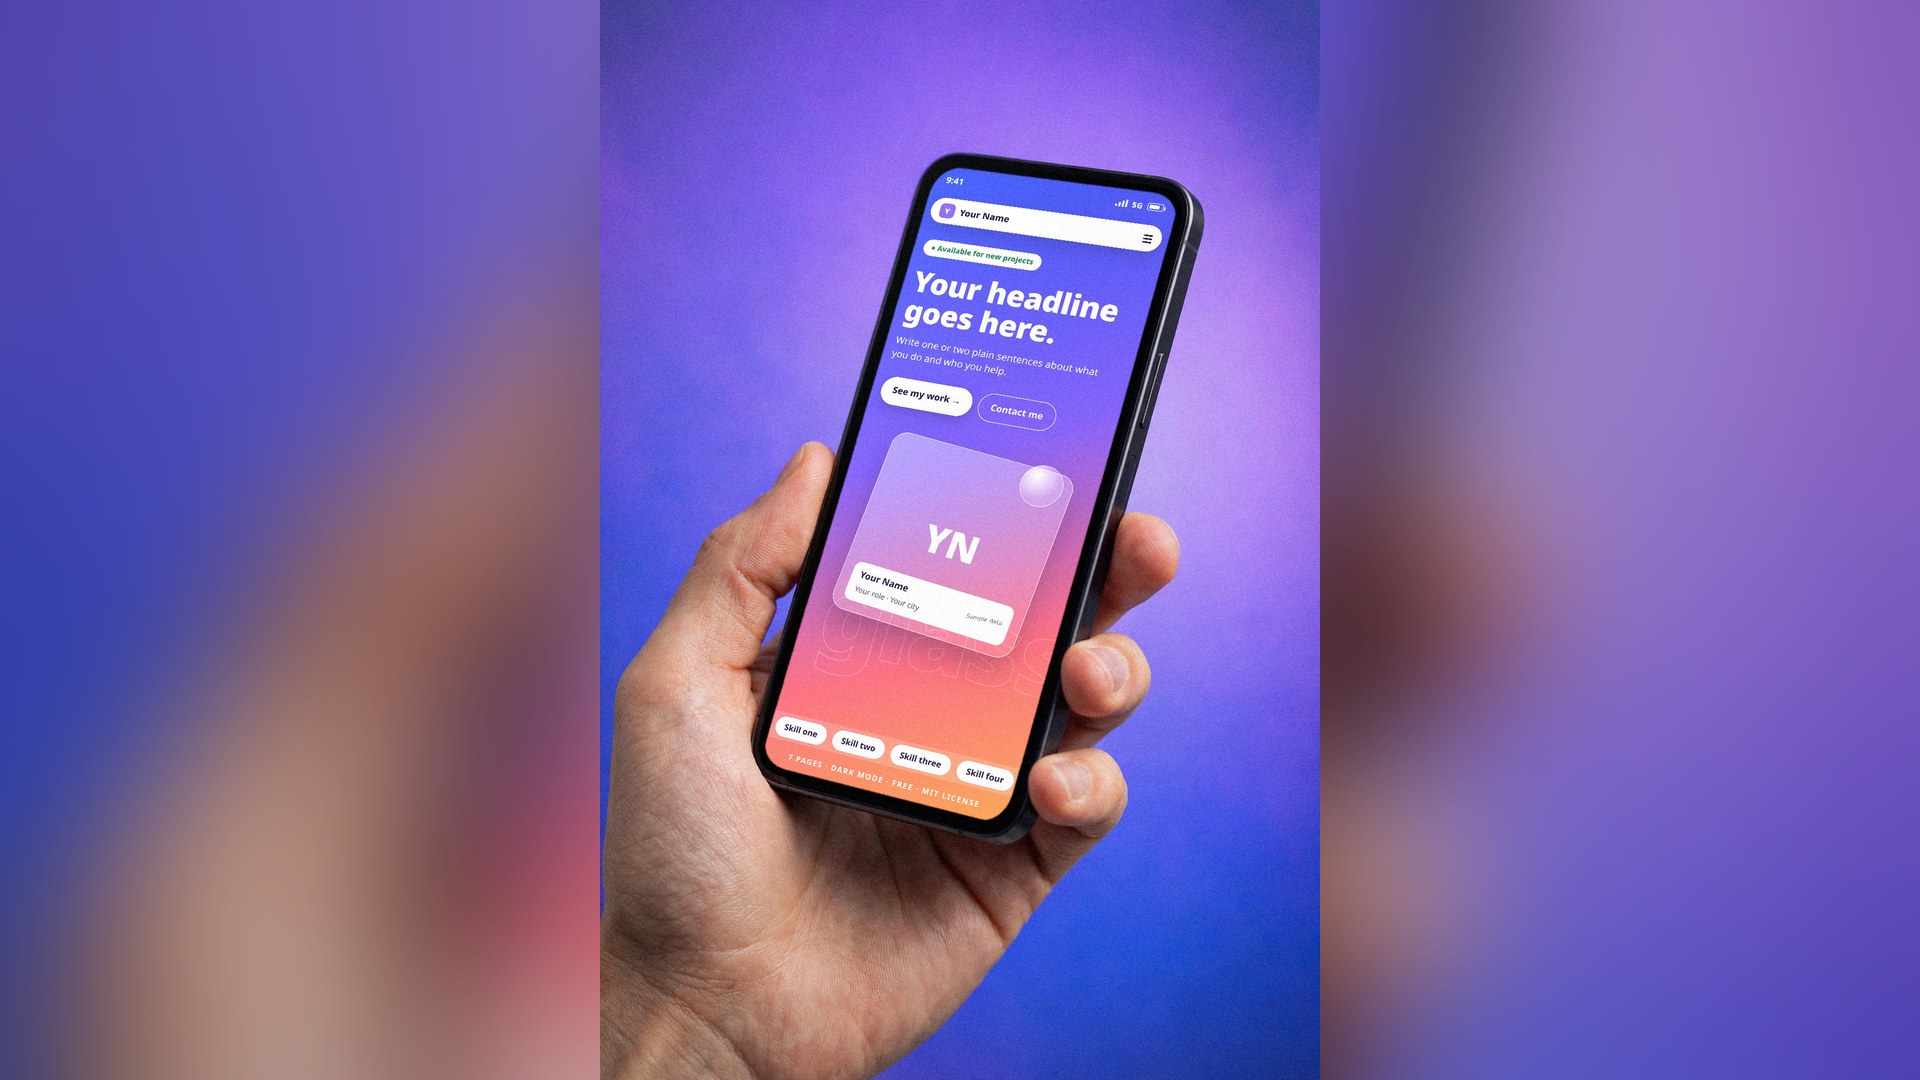 9:41
5G
Y Your Name
• Available for new projects
Your headline
goes here.
Write one or two plain sentences about what
you do and who you help.
See my work →
Contact me
YN
Your Name
Your role · Your city
Sample data
glass
Skill one
Skill two
Skill three
Skill four
7 PAGES · DARK MODE · FREE · MIT LICENSE